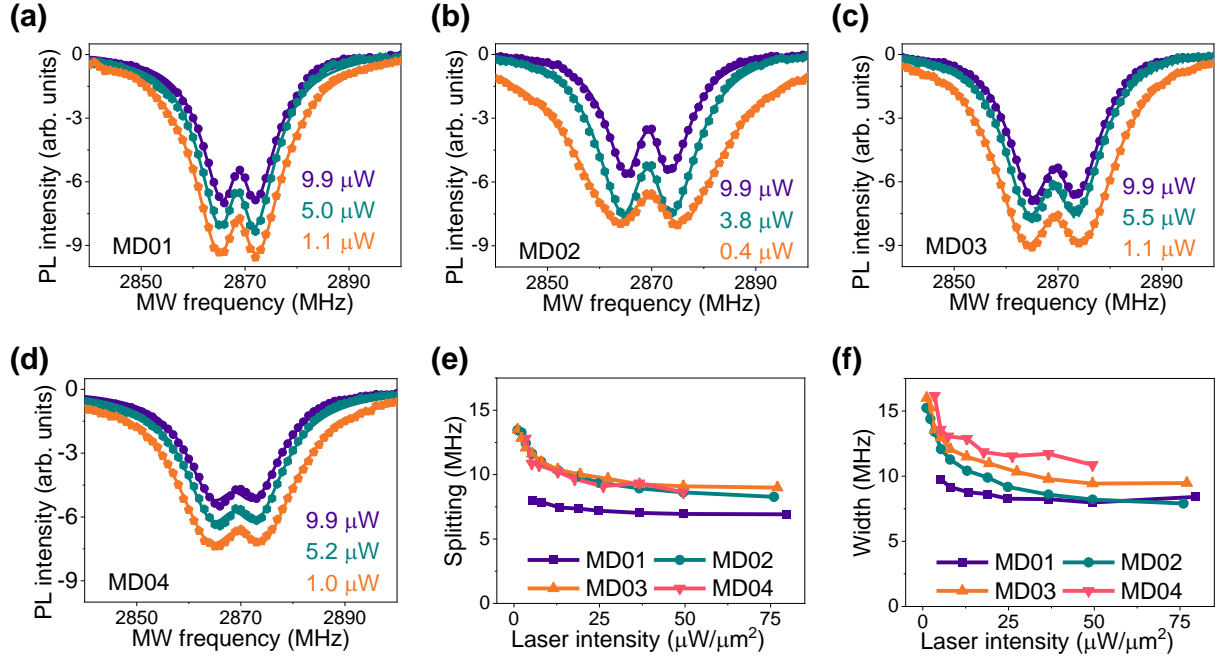 (a)
0
-3
-6
-9
PL intensity (arb. units)
9.9 μW
5.0 μW
1.1 μW
MD01
2850 2870 2890
MW frequency (MHz)
(b)
0
-3
-6
-9
PL intensity (arb. units)
9.9 μW
3.8 μW
0.4 μW
MD02
2850 2870 2890
MW frequency (MHz)
(c)
0
-3
-6
-9
PL intensity (arb. units)
9.9 μW
5.5 μW
1.1 μW
MD03
2850 2870 2890
MW frequency (MHz)
(d)
0
-3
-6
-9
PL intensity (arb. units)
9.9 μW
5.2 μW
1.0 μW
MD04
2850 2870 2890
MW frequency (MHz)
(e)
15
10
5
0
Splitting (MHz)
MD01 MD02
MD03 MD04
0 25 50 75
Laser intensity (μW/μm²)
(f)
15
10
5
0
Width (MHz)
MD01 MD02
MD03 MD04
0 25 50 75
Laser intensity (μW/μm²)